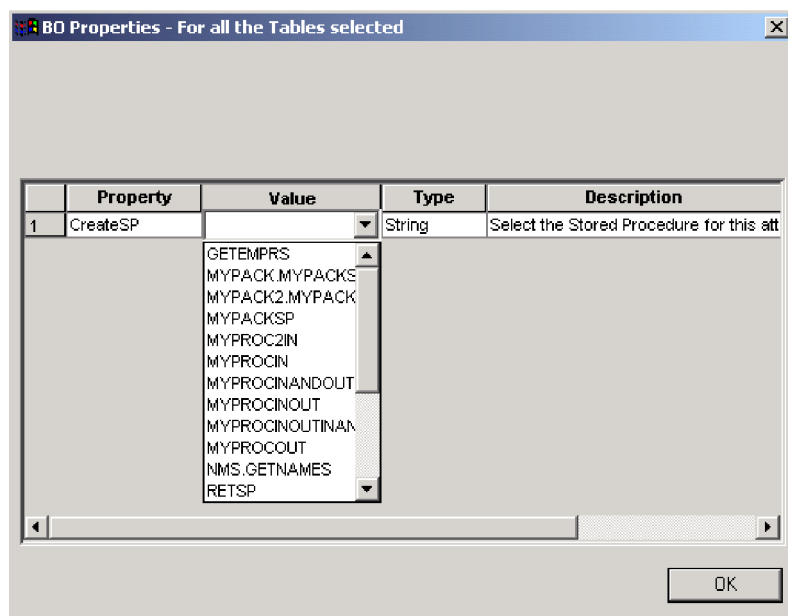 BO Properties - For all the Tables selected
Property Value Type Description
1 CreateSP String Select the Stored Procedure for this att
GETEMPRS
MYPACK.MYPACKS
MYPACK2.MYPACK
MYPACKSP
MYPROC2IN
MYPROCIN
MYPROCINANDOUT
MYPROCINOUT
MYPROCINOUTINAN
MYPROCOUT
NMS.GETNAMES
RETSP
OK